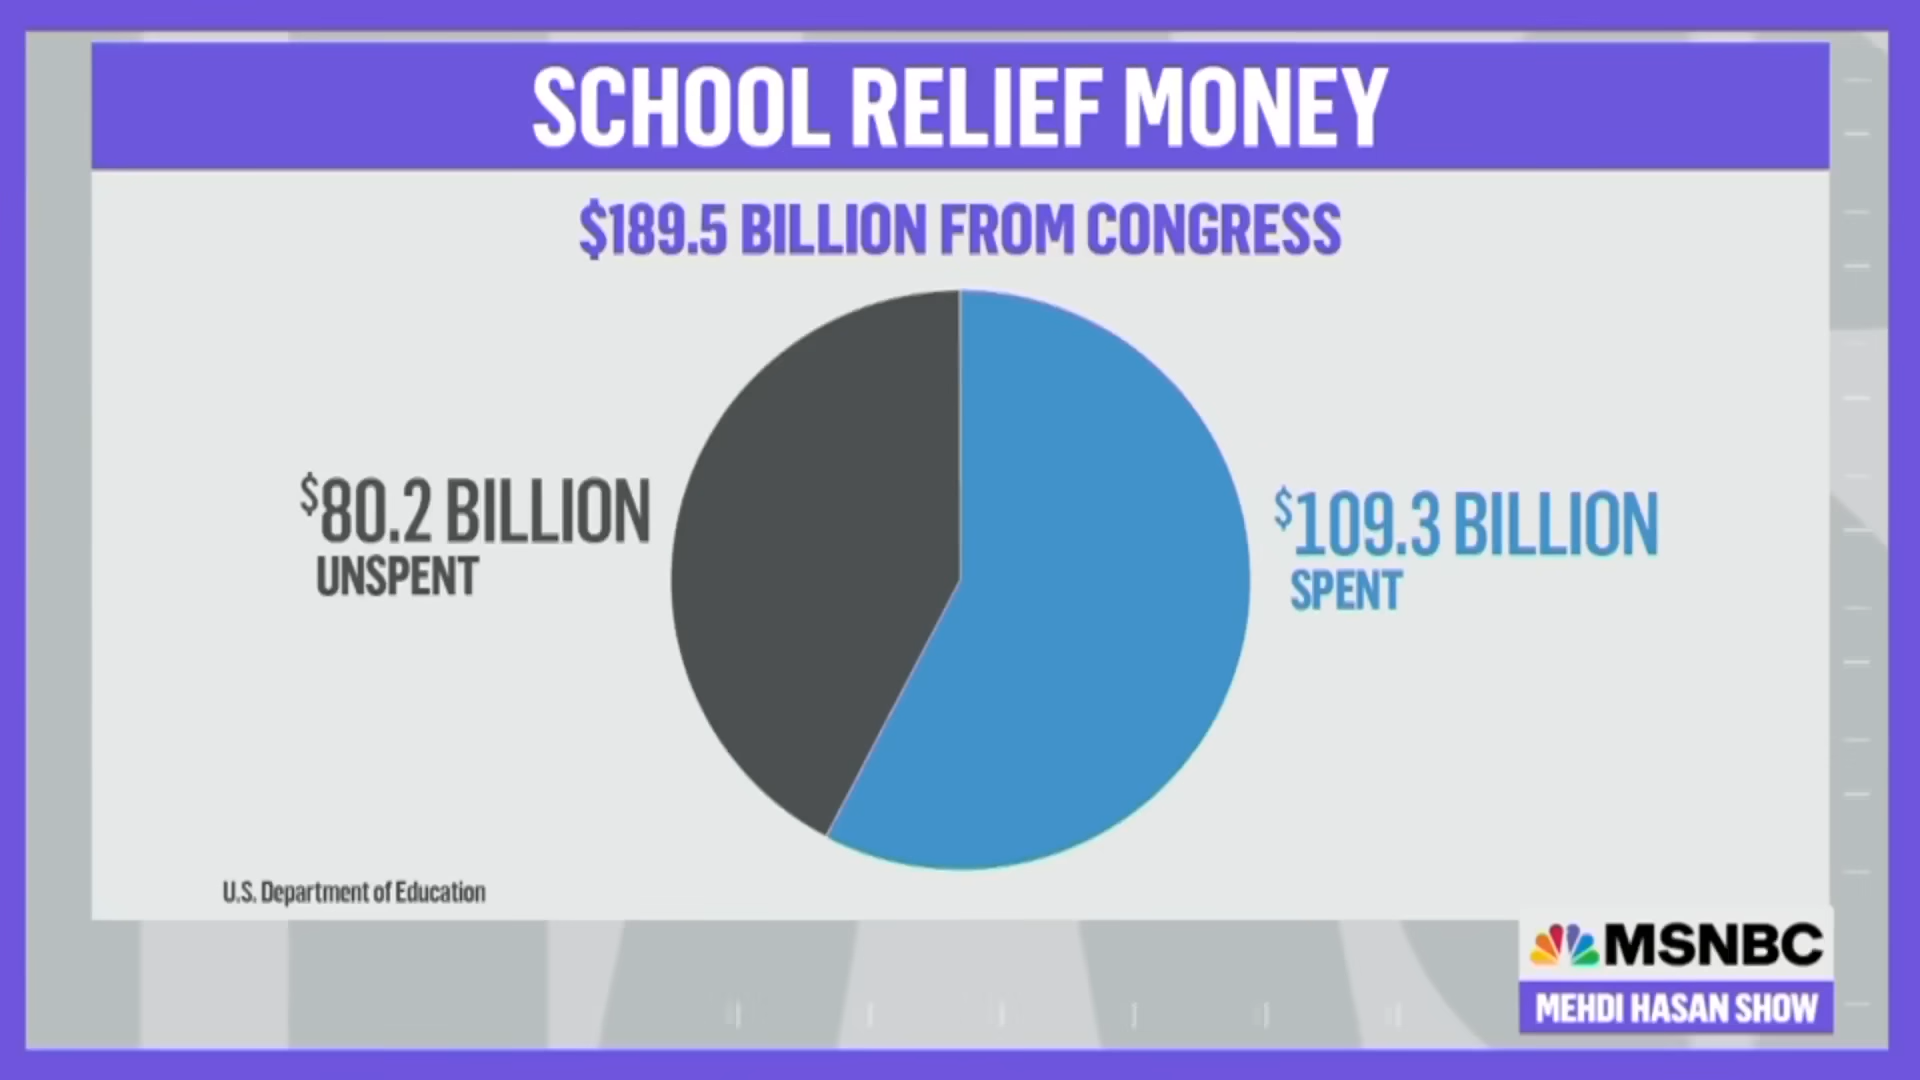 SCHOOL RELIEF MONEY
$189.5 BILLION FROM CONGRESS
$80.2 BILLION
UNSPENT
$109.3 BILLION
SPENT
U.S. Department of Education
MSNBC
MEHDI HASAN SHOW